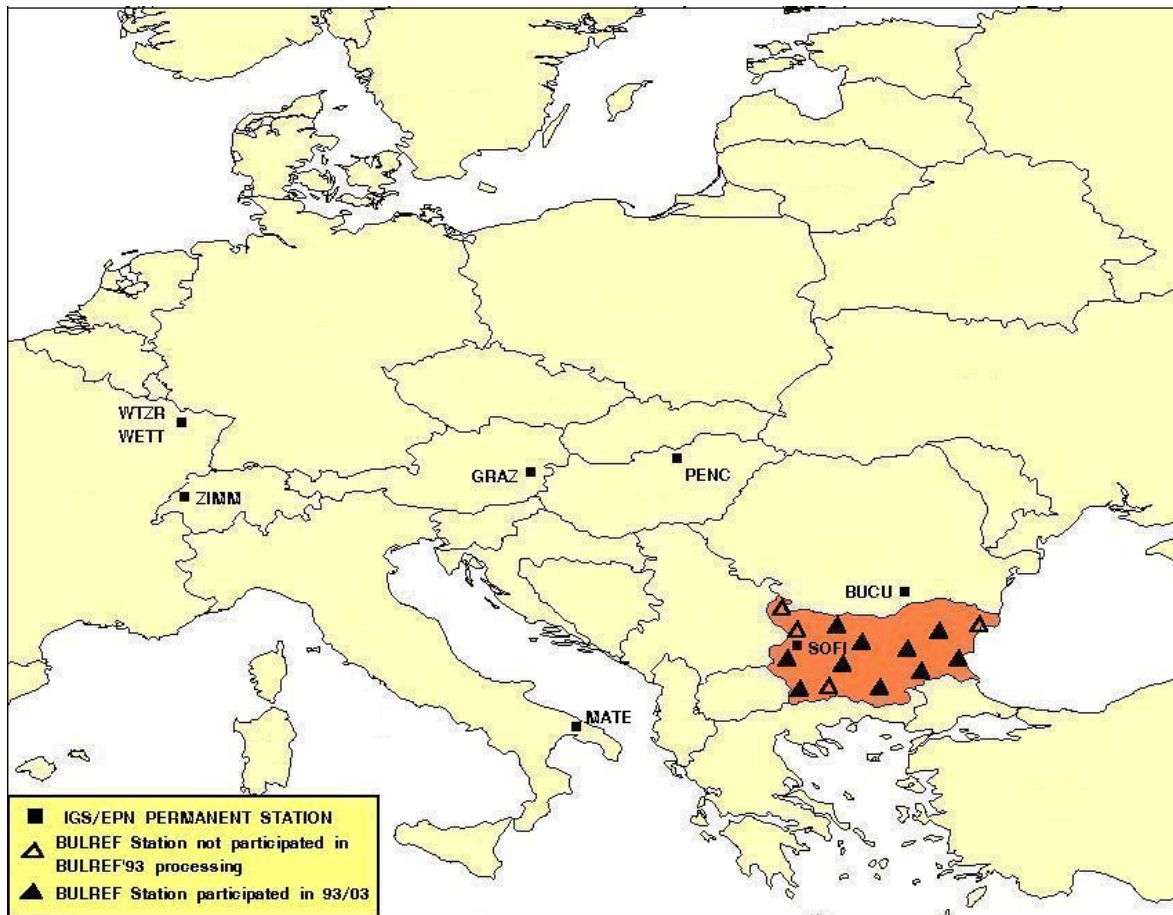 WTZR
WETT
ZIMM
GRAZ
PENC
BUCU
SOFI
MATE
IGS/EPN PERMANENT STATION
BULREF Station not participated in
BULREF'93 processing
BULREF Station participated in 93/03